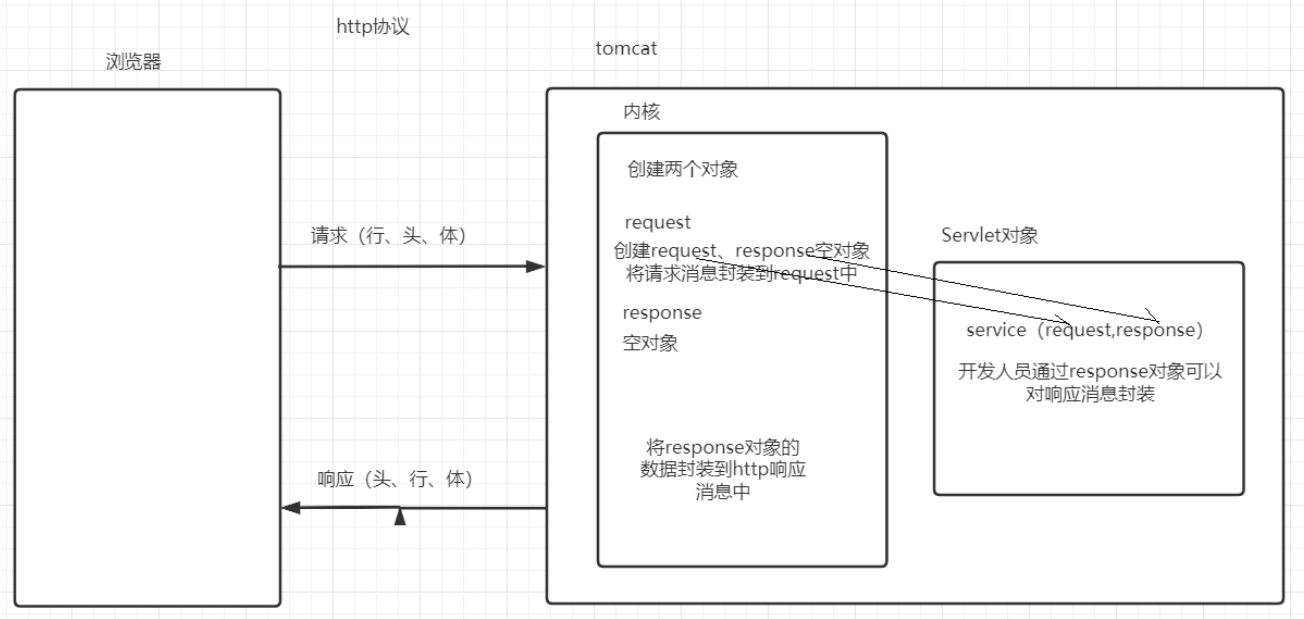 http协议
tomcat
浏览器
内核
创建两个对象
request
请求（行、头、体）
Servlet对象
创建request、response空对象
将请求消息封装到request中
response
service（request,response）
空对象
开发人员通过response对象可以
对响应消息封装
将response对象的
数据封装到http响应
消息中
响应（头、行、体）